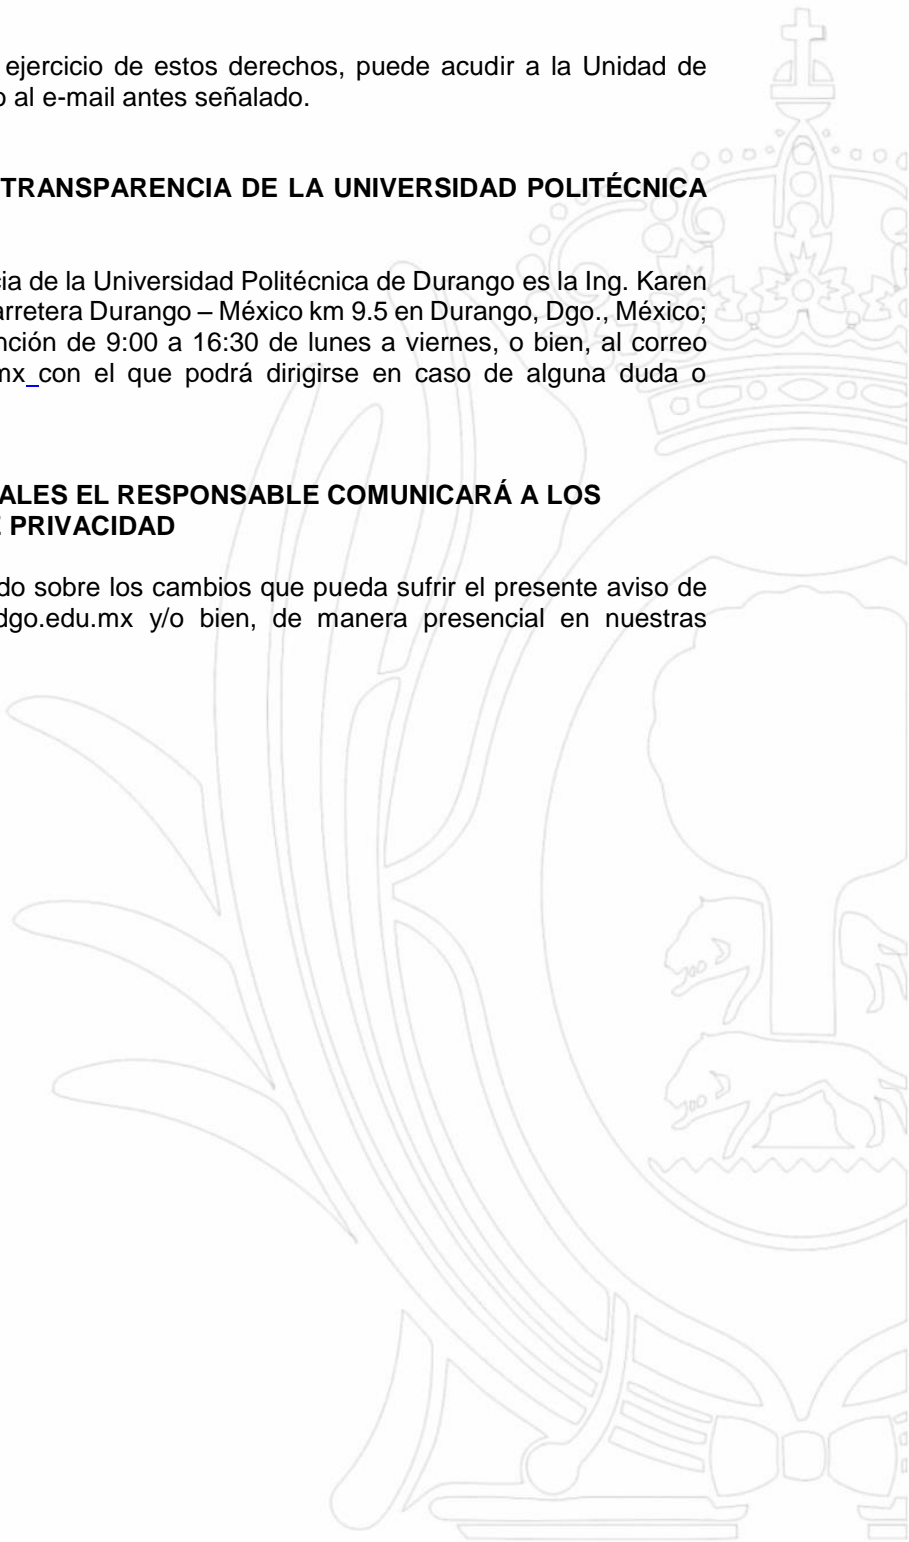 ejercicio de estos derechos, puede acudir a la Unidad de
o al e-mail antes señalado.
TRANSPARENCIA DE LA UNIVERSIDAD POLITÉCNICA
cia de la Universidad Politécnica de Durango es la Ing. Karen
arretera Durango – México km 9.5 en Durango, Dgo., México;
nción de 9:00 a 16:30 de lunes a viernes, o bien, al correo
mx con el que podrá dirigirse en caso de alguna duda o
ALES EL RESPONSABLE COMUNICARÁ A LOS
E PRIVACIDAD
do sobre los cambios que pueda sufrir el presente aviso de
dgo.edu.mx y/o bien, de manera presencial en nuestras